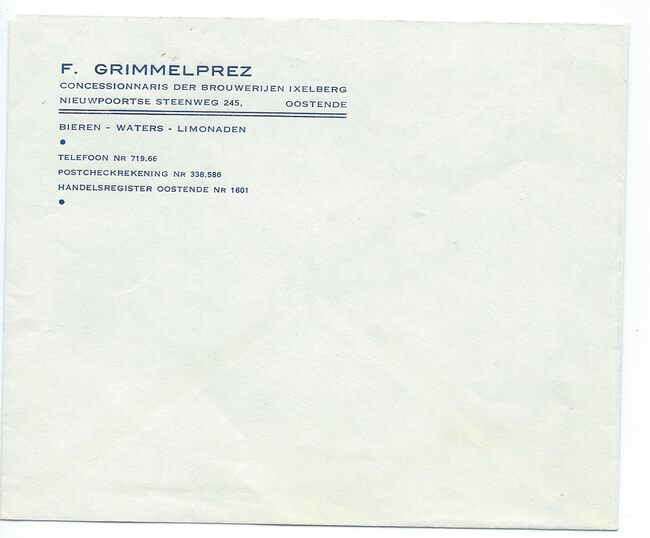 F. GRIMMELPREZ
CONCESSIONNARIS DER BROUWERIJEN IXELBERG
NIEUWPOORTSE STEENWEG 245, OOSTENDE
BIEREN - WATERS - LIMONADEN
TELEFOON NR 719.66
POSTCHECKREKENING NR 338.586
HANDELSREGISTER OOSTENDE NR 1601